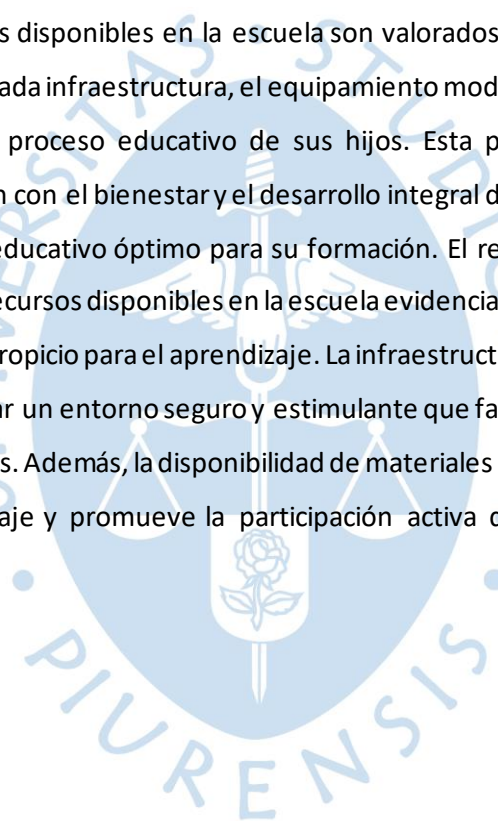 s disponibles en la escuela son valorados
ada infraestructura, el equipamiento mod
proceso educativo de sus hijos. Esta p
n con el bienestar y el desarrollo integral d
educativo óptimo para su formación. El re
ecursos disponibles en la escuela evidencia
ropicio para el aprendizaje. La infraestruct
ar un entorno seguro y estimulante que fa
s. Además, la disponibilidad de materiales
aje y promueve la participación activa d
UNIVERSITAS STUDIORUM
PIURENSIS